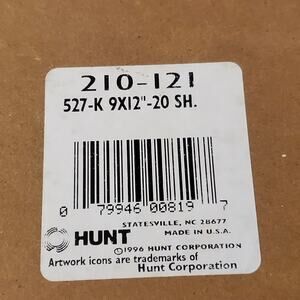 210-121
527-K 9X12"-20 SH.
0 79946 00819 7
STATESVILLE, NC 28677
MADE IN U.S.A.
HUNT
©1996 HUNT CORPORATION
Artwork icons are trademarks of
Hunt Corporation